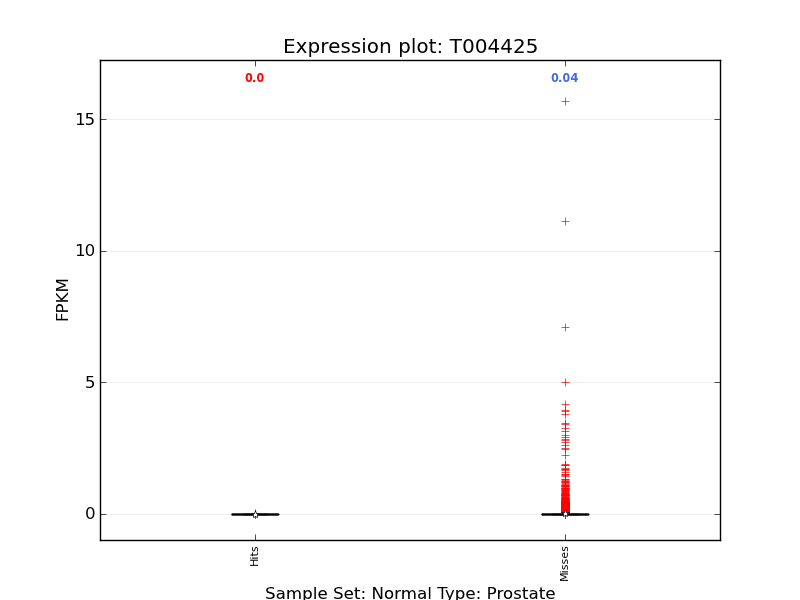 Expression plot: T004425
0.0
0.04
15
10
5
0
FPKM
Hits
Misses
Sample Set: Normal Type: Prostate